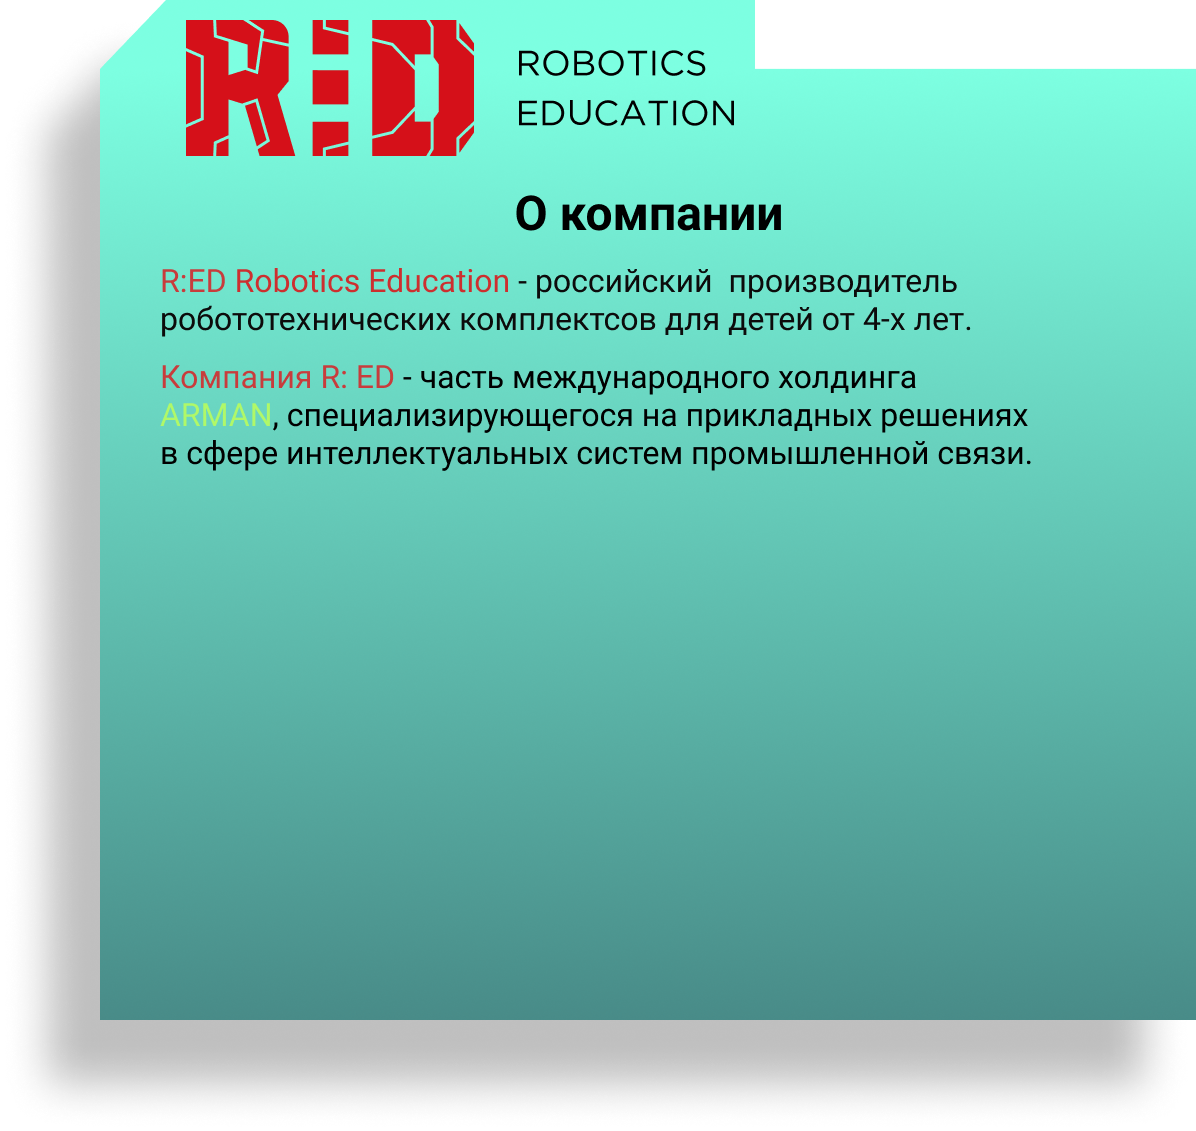 R:ED
ROBOTICS
EDUCATION
О компании
R:ED Robotics Education - российский  производитель
робототехнических комплектсов для детей от 4-х лет.
Компания R: ED - часть международного холдинга
ARMAN, специализирующегося на прикладных решениях
в сфере интеллектуальных систем промышленной связи.